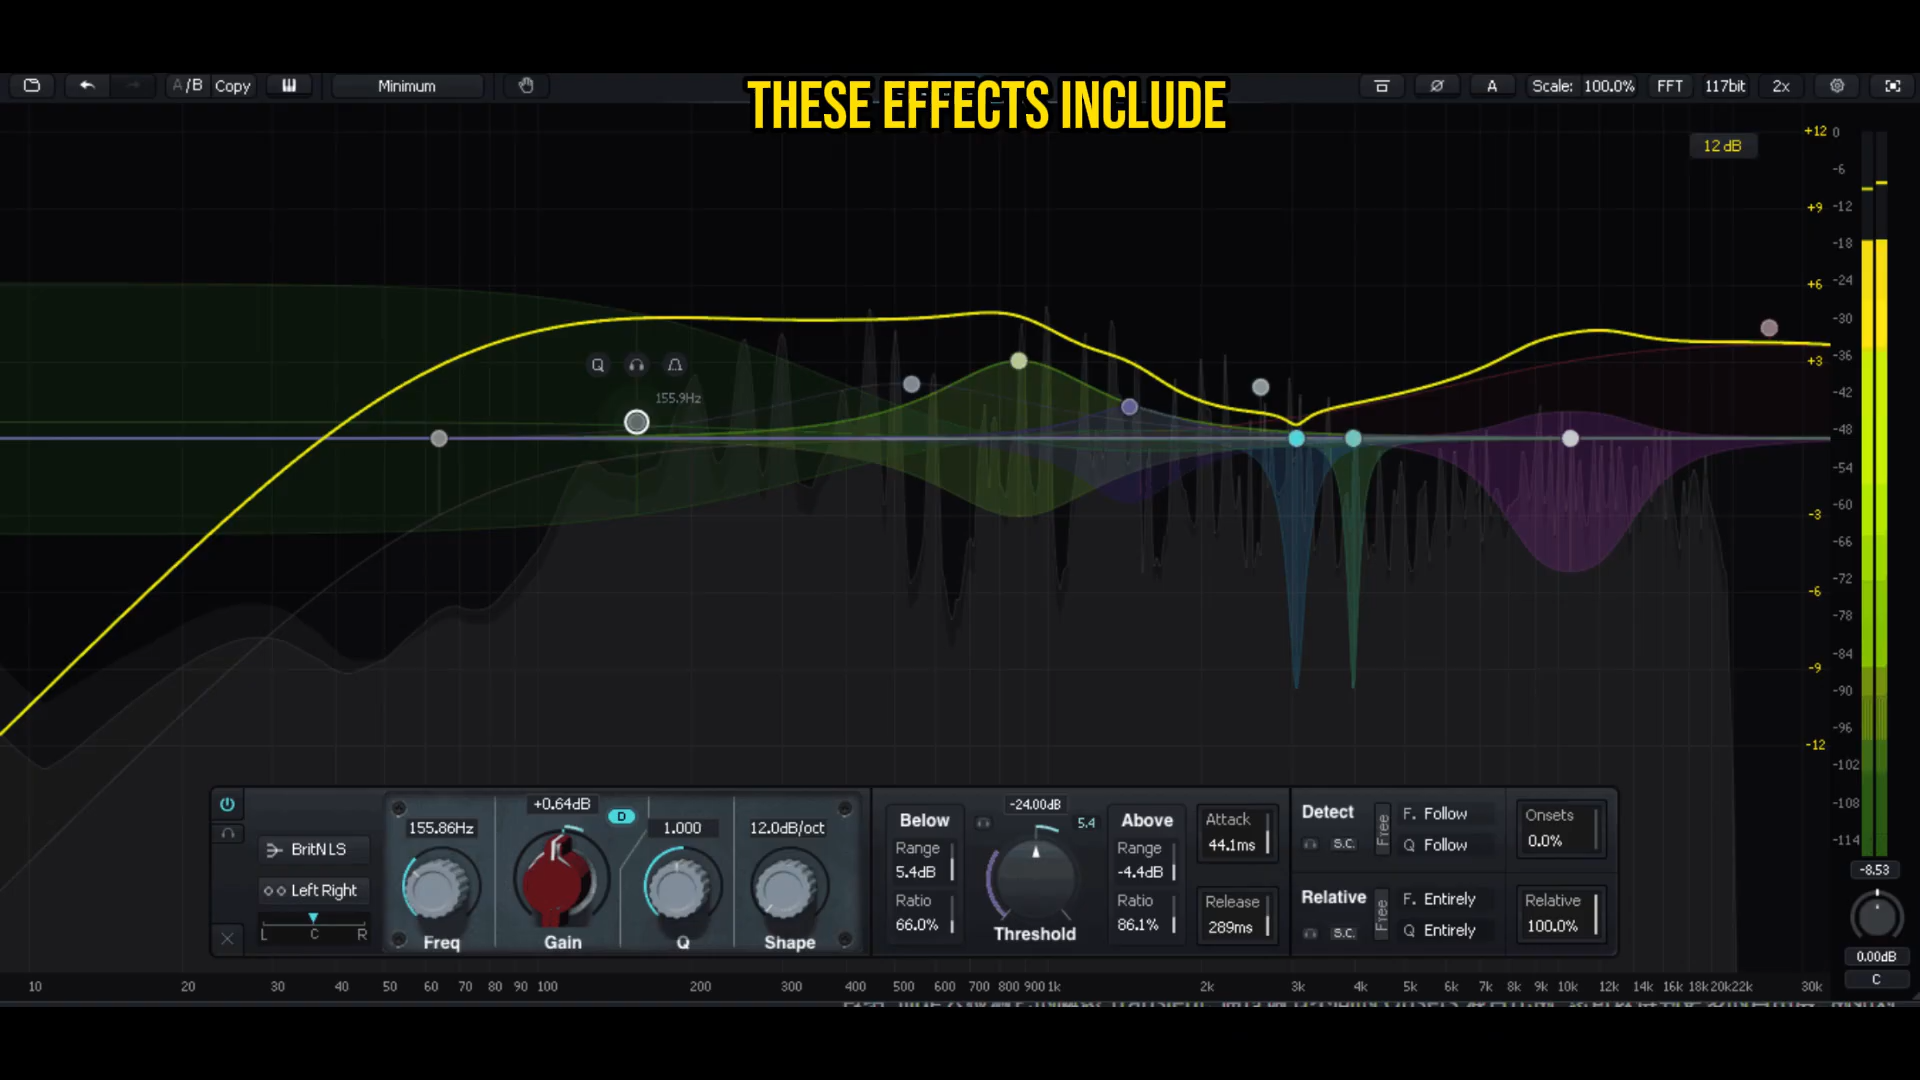 THESE EFFECTS INCLUDE
A/B Copy Minimum A Scale: 100.0% FFT 117bit 2x
12 dB
+12 0
-6
+9 -12
-18
+6 -24
-30
+3 -36
-42
-48
-54
-3 -60
-66
-6 -72
-78
-9 -84
-90
-96
-12 -102
-108
-114
Q
155.9Hz
BritNLS
Left Right
L C R
155.86Hz
Freq
+0.64dB
D
Gain
1.000
Q
12.0dB/oct
Shape
Below
Range
5.4dB
Ratio
66.0%
-24.00dB
5.4
Threshold
Above
Range
-4.4dB
Ratio
86.1%
Attack
44.1ms
Release
289ms
Detect
S.C.
Free
F. Follow
Q Follow
Relative
S.C.
Free
F. Entirely
Q Entirely
Onsets
0.0%
Relative
100.0%
-8.53
0.00dB
C
10 20 30 40 50 60 70 80 90 100 200 300 400 500 600 700 800 900 1k 2k 3k 4k 5k 6k 7k 8k 9k 10k 12k 14k 16k 18k 20k 22k 30k